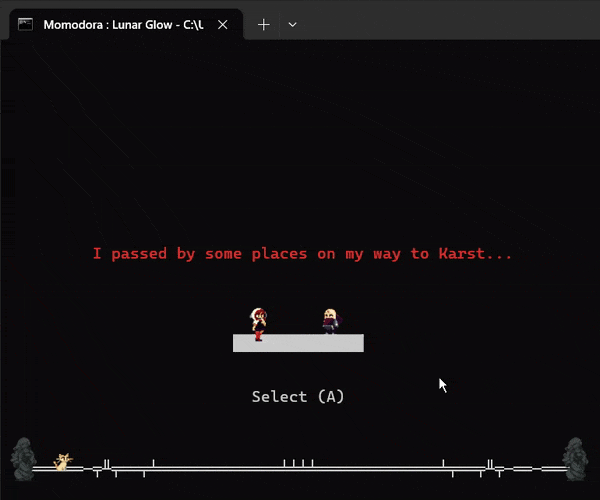 Momodora : Lunar Glow - C:\U
I passed by some places on my way to Karst...
Select (A)